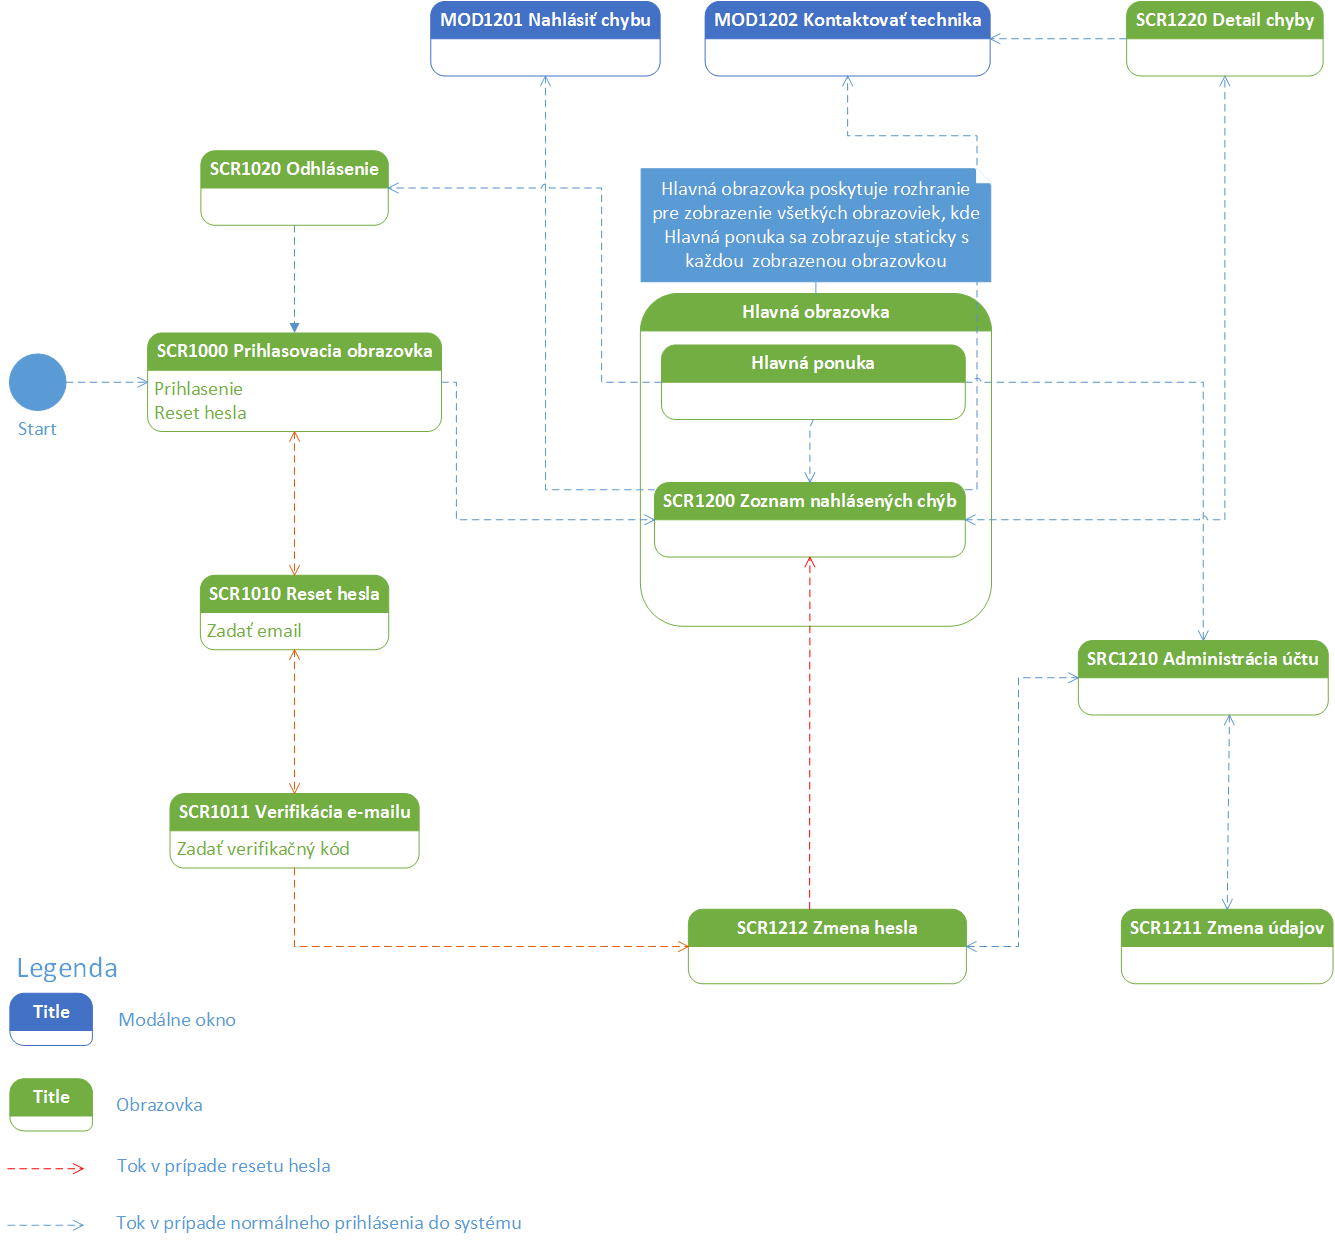 MOD1201 Nahlásiť chybu
MOD1202 Kontaktovať technika
SCR1220 Detail chyby
SCR1020 Odhlásenie
Hlavná obrazovka poskytuje rozhranie
pre zobrazenie všetkých obrazoviek, kde
Hlavná ponuka sa zobrazuje staticky s
každou zobrazenou obrazovkou
Hlavná obrazovka
SCR1000 Prihlasovacia obrazovka
Prihlasenie
Reset hesla
Start
Hlavná ponuka
SCR1200 Zoznam nahlásených chýb
SCR1010 Reset hesla
Zadať email
SRC1210 Administrácia účtu
SCR1011 Verifikácia e-mailu
Zadať verifikačný kód
SCR1212 Zmena hesla
SCR1211 Zmena údajov
Legenda
Title
Modálne okno
Title
Obrazovka
Tok v prípade resetu hesla
Tok v prípade normálneho prihlásenia do systému